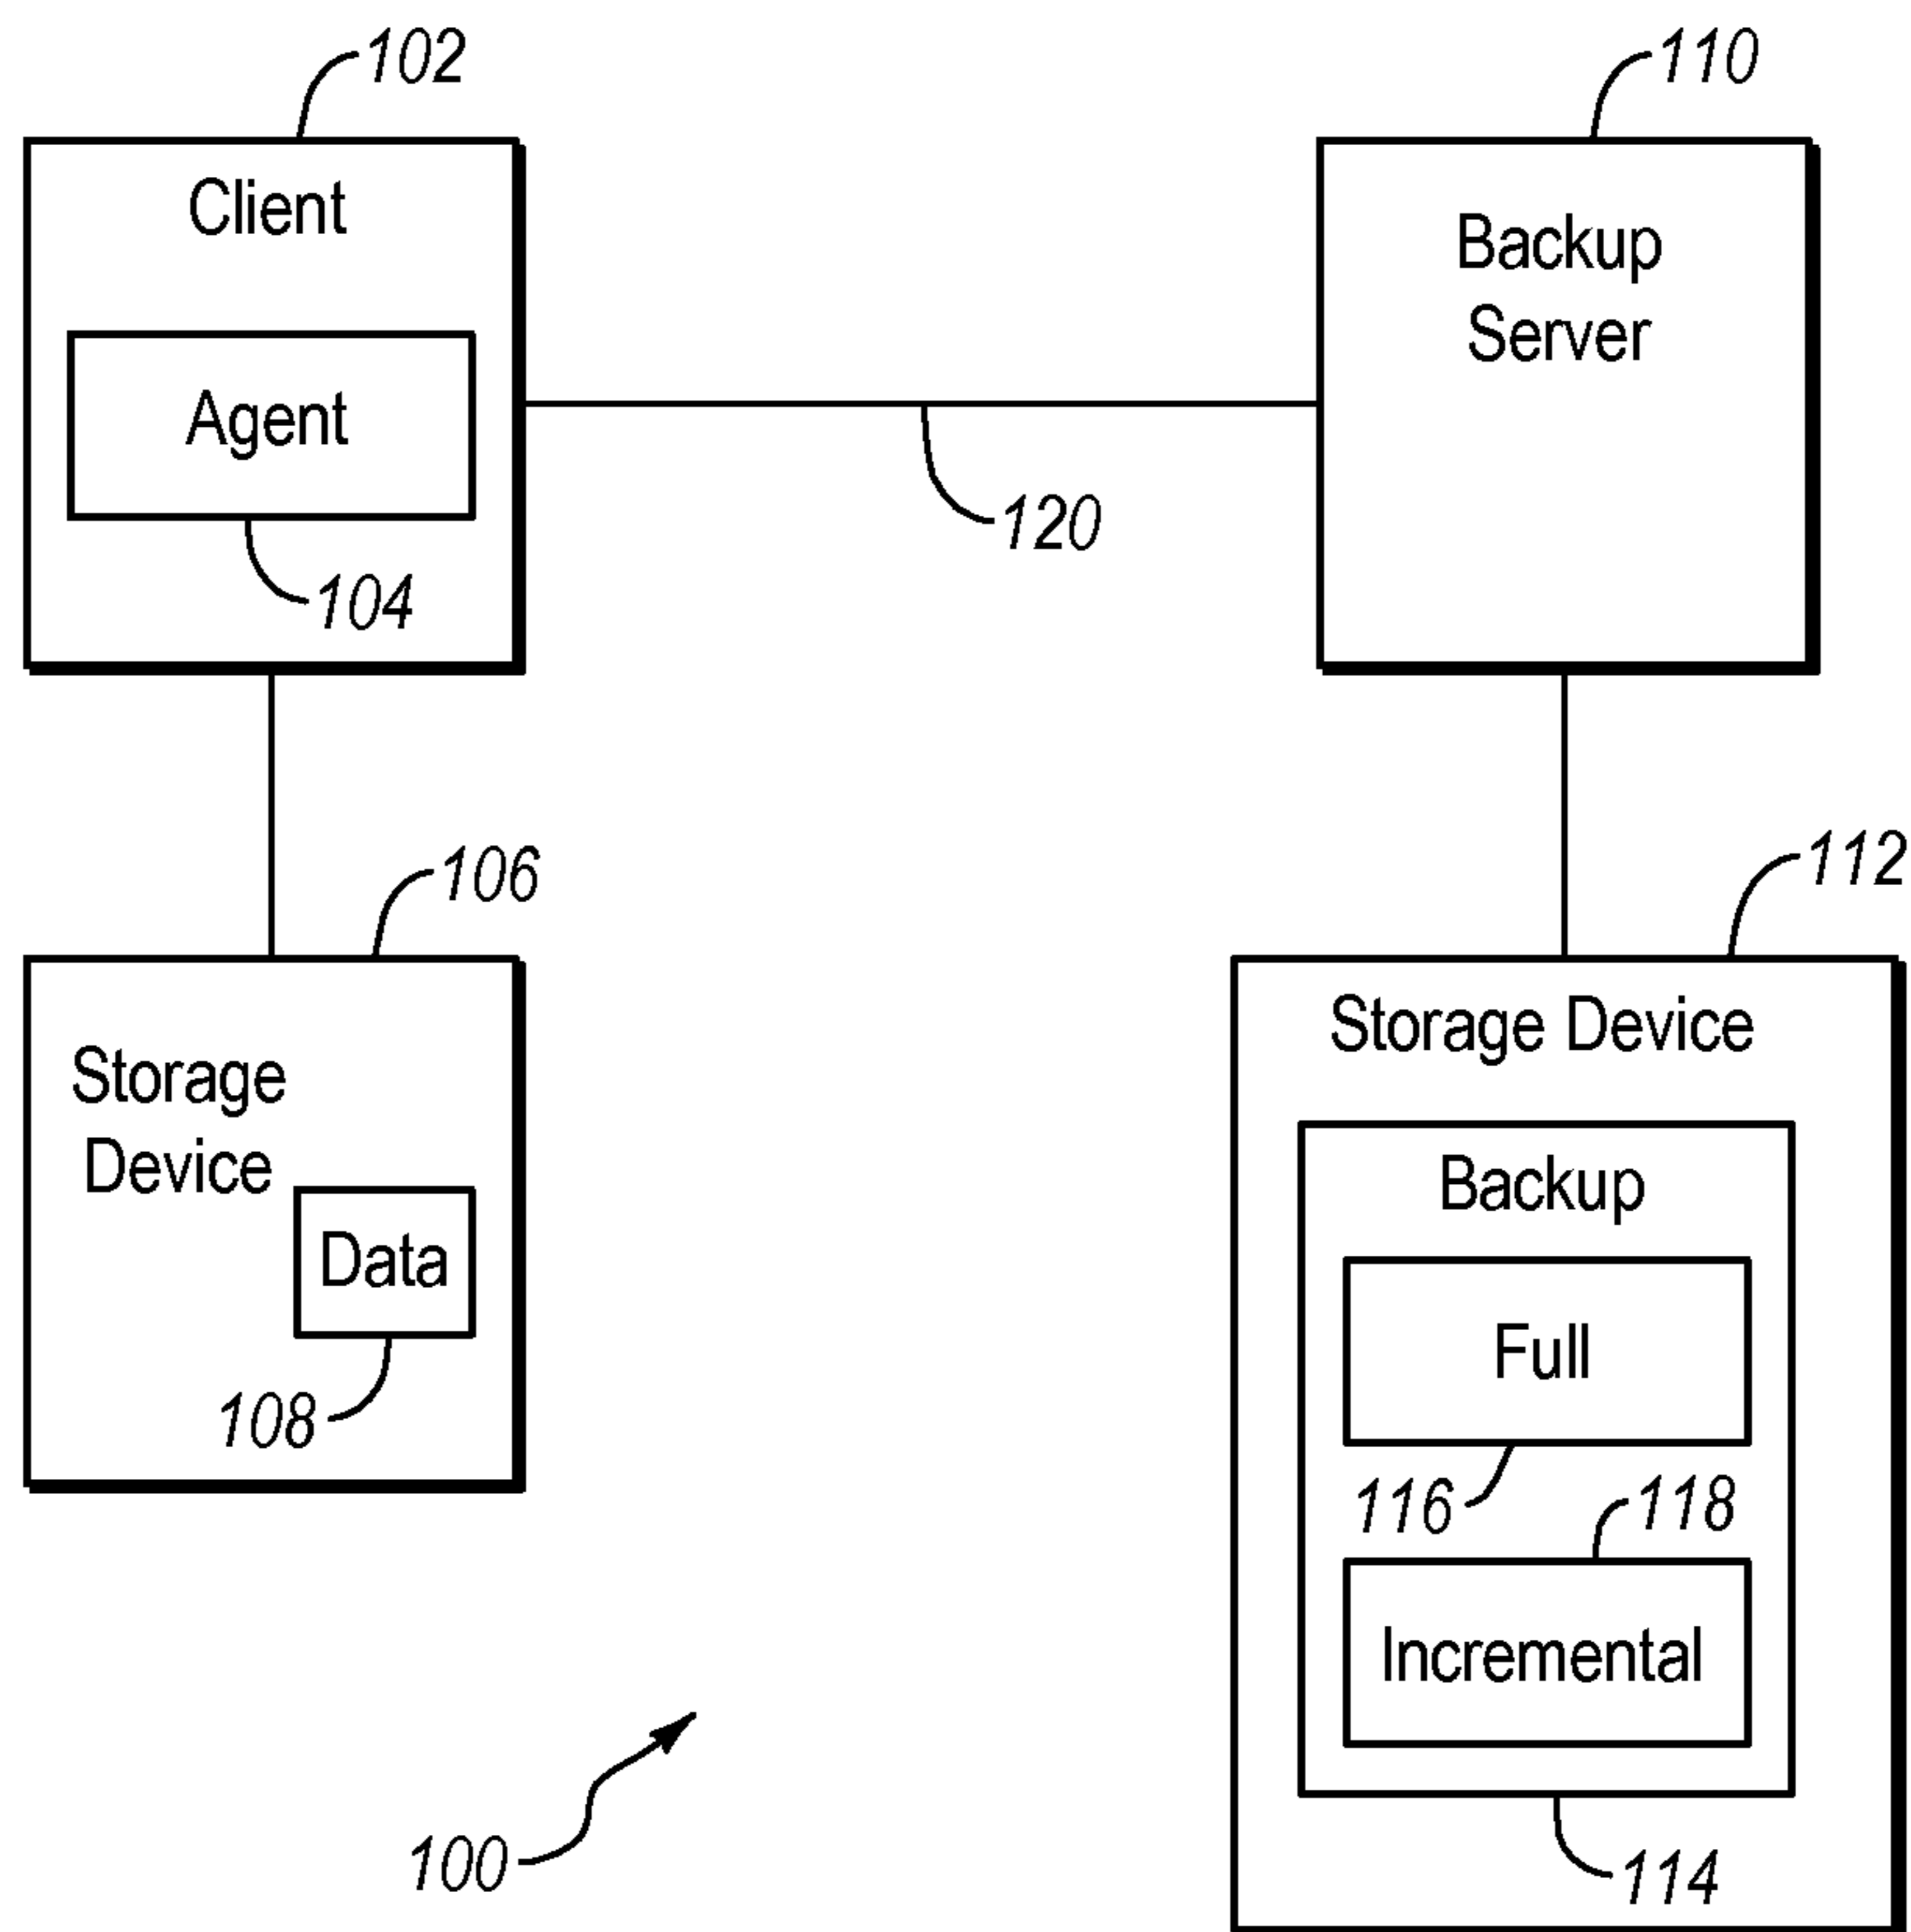 102
110
Client
Backup
Server
Agent
120
104
106
112
Storage
Device
Storage Device
Data
Backup
Full
108
116
118
Incremental
100
114